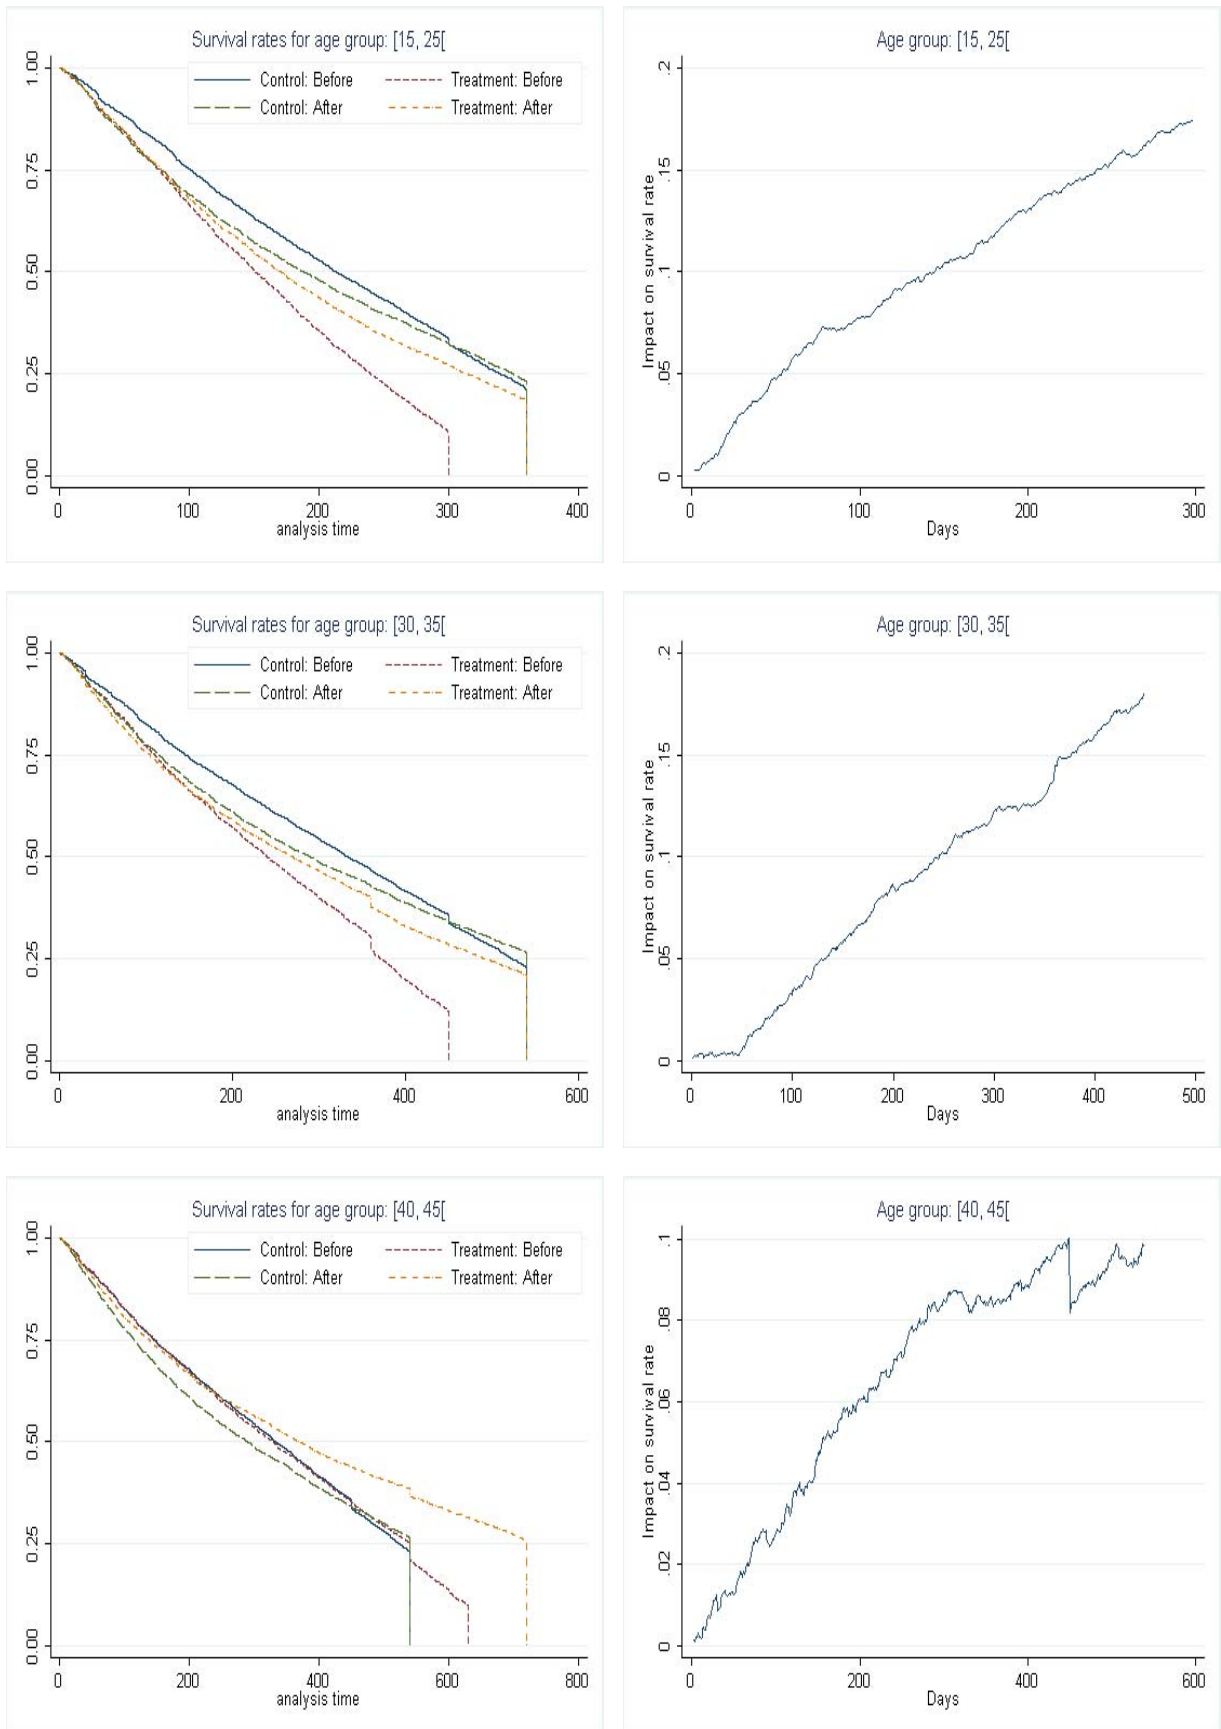 Survival rates for age group: [15, 25[
Control: Before
Treatment: Before
Control: After
Treatment: After
1.00
0.75
0.50
0.25
0.00
0
100
200
300
400
analysis time
Age group: [15, 25[
Impact on survival rate
.2
.15
.1
.05
0
0
100
200
300
Days
Survival rates for age group: [30, 35[
Control: Before
Treatment: Before
Control: After
Treatment: After
1.00
0.75
0.50
0.25
0.00
0
200
400
600
analysis time
Age group: [30, 35[
Impact on survival rate
.2
.15
.1
.05
0
0
100
200
300
400
500
Days
Survival rates for age group: [40, 45[
Control: Before
Treatment: Before
Control: After
Treatment: After
1.00
0.75
0.50
0.25
0.00
0
200
400
600
800
analysis time
Age group: [40, 45[
Impact on survival rate
.1
.08
.06
.04
.02
0
0
200
400
600
Days